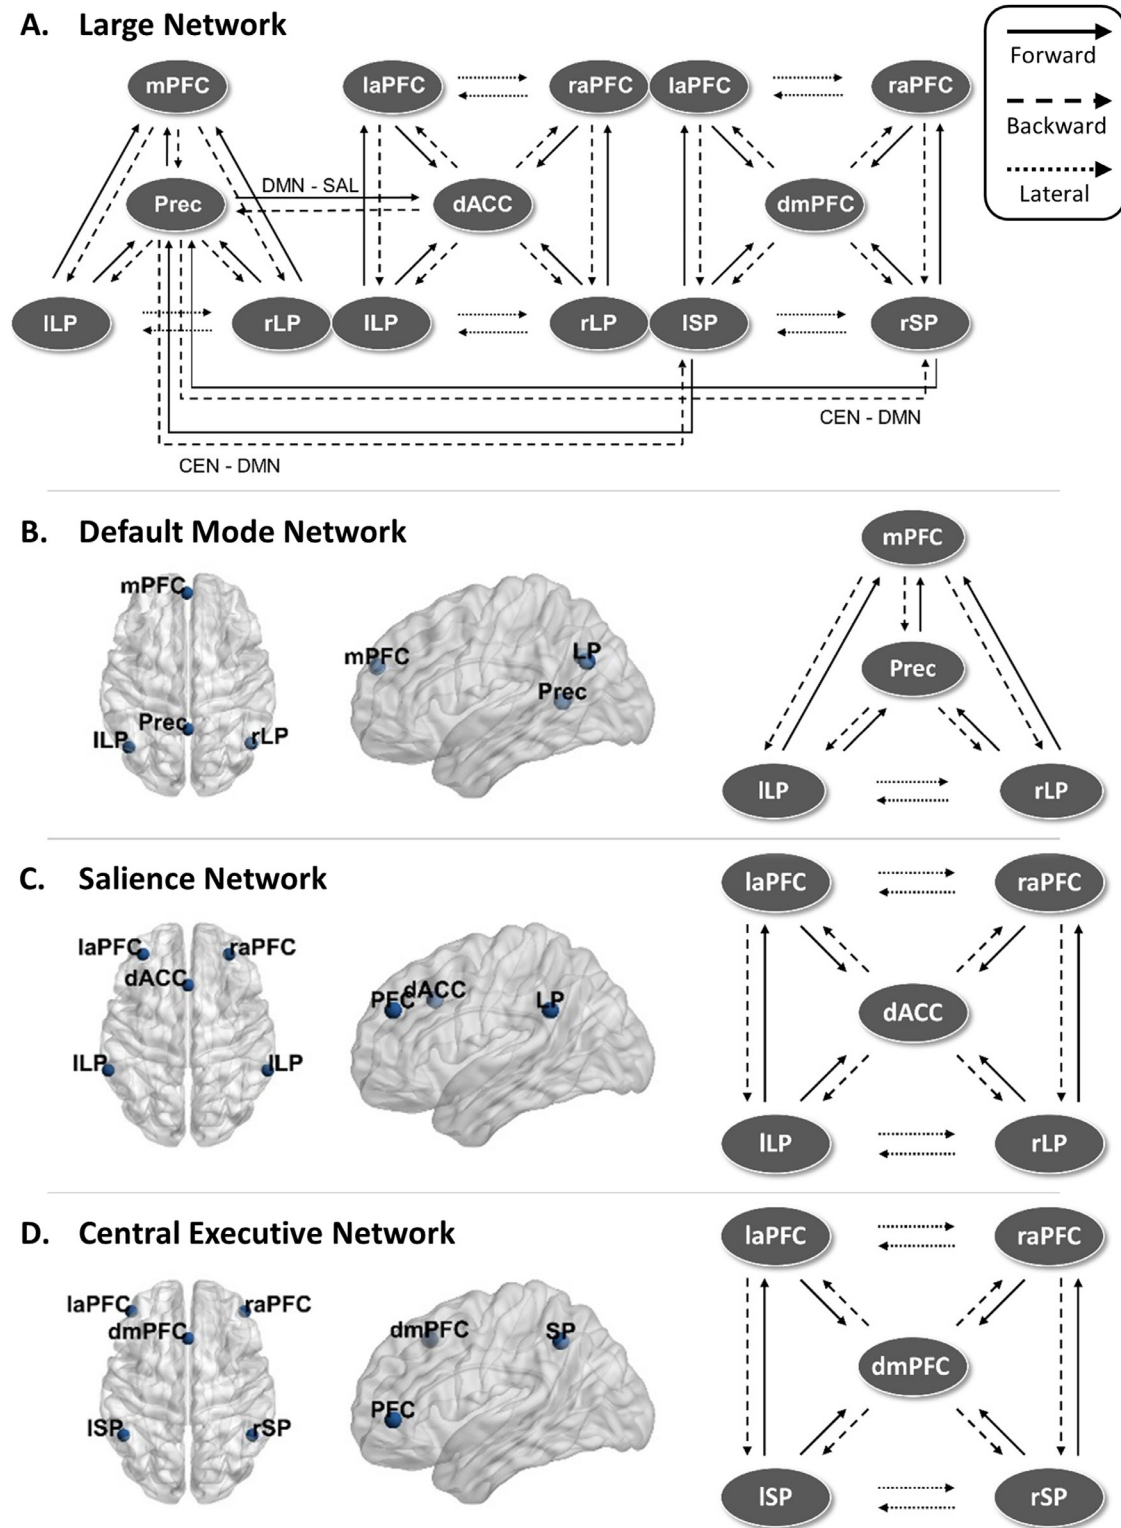 A. Large Network
Forward
Backward
Lateral
mPFC
laPFC
raPFC
laPFC
raPFC
DMN - SAL
Prec
dACC
dmPFC
lLP
rLP
lLP
rLP
lSP
rSP
CEN - DMN
CEN - DMN
B. Default Mode Network
mPFC
Prec
lLP
rLP
mPFC
LP
Prec
mPFC
Prec
lLP
rLP
C. Salience Network
laPFC
raPFC
dACC
lLP
lLP
PFC
dACC
LP
laPFC
raPFC
dACC
lLP
rLP
D. Central Executive Network
laPFC
raPFC
dmPFC
lSP
rSP
dmPFC
SP
PFC
laPFC
raPFC
dmPFC
lSP
rSP